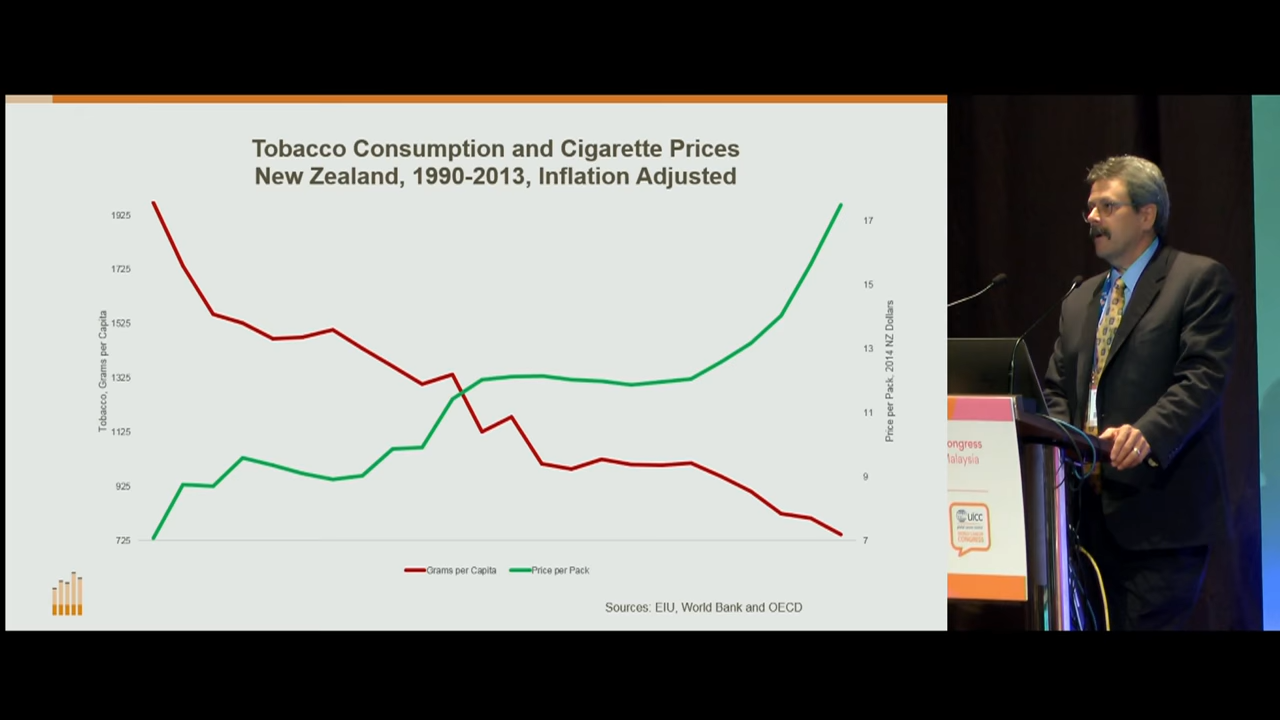 Tobacco Consumption and Cigarette Prices
New Zealand, 1990-2013, Inflation Adjusted
1925
1725
1525
1325
1125
925
725
Tobacco, Grams per Capita
17
15
13
11
9
7
Price per Pack, 2014 NZ Dollars
Grams per Capita
Price per Pack
Sources: EIU, World Bank and OECD
ongress
Malaysia
uicc
CONGRESS